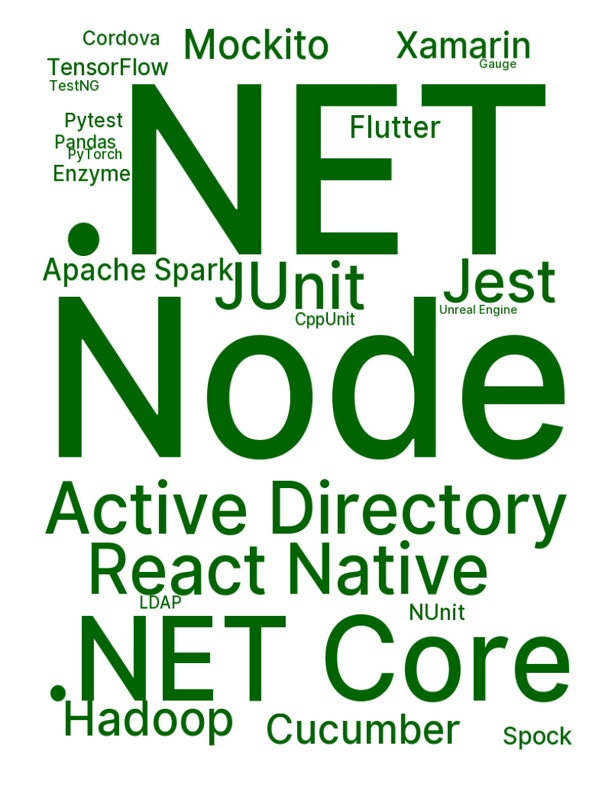 Cordova
Mockito
Xamarin
Gauge
TensorFlow
TestNG
.NET
Pytest
Flutter
Pandas
PyTorch
Enzyme
Apache Spark
JUnit
Jest
Unreal Engine
CppUnit
Node
Active Directory
React Native
LDAP
NUnit
.NET Core
Hadoop
Cucumber
Spock